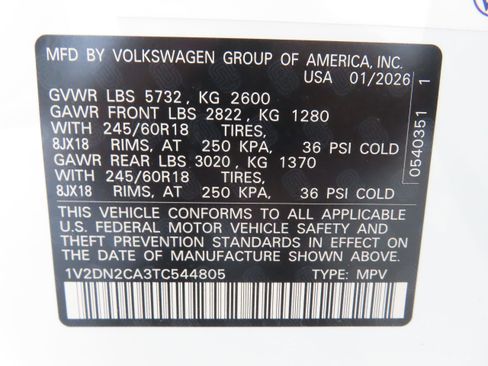 MFD BY VOLKSWAGEN GROUP OF AMERICA, INC.
USA 01/2026
GVWR LBS 5732, KG 2600
GAWR FRONT LBS 2822, KG 1280
WITH 245/60R18 TIRES,
8JX18 RIMS, AT 250 KPA, 36 PSI COLD
GAWR REAR LBS 3020, KG 1370
WITH 245/60R18 TIRES,
8JX18 RIMS, AT 250 KPA, 36 PSI COLD
THIS VEHICLE CONFORMS TO ALL APPLICABLE
U.S. FEDERAL MOTOR VEHICLE SAFETY AND
THEFT PREVENTION STANDARDS IN EFFECT
ON DATE OF MANUFACTURE SHOWN ABOVE.
1V2DN2CA3TC544805 TYPE: MPV
0540351 1